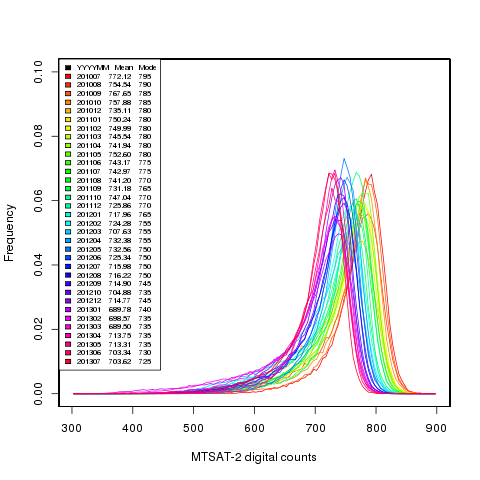 YYYYMM Mean Mode
201007 772.12 795
201008 754.54 790
201009 767.65 785
201010 757.88 785
201012 735.11 780
201101 750.24 780
201102 749.99 780
201103 745.54 780
201104 741.94 780
201105 752.60 780
201106 743.17 775
201107 742.97 775
201108 741.20 770
201109 731.18 765
201110 747.04 770
201112 725.86 770
201201 717.96 765
201202 724.28 755
201203 707.63 755
201204 732.38 755
201205 732.56 750
201206 725.34 750
201207 715.98 750
201208 716.22 750
201209 714.90 745
201210 704.88 735
201212 714.77 745
201301 689.78 740
201302 698.57 735
201303 689.50 735
201304 713.75 735
201305 713.31 735
201306 703.34 730
201307 703.62 725
0.10
0.08
0.06
0.04
0.02
0.00
Frequency
300 400 500 600 700 800 900
MTSAT-2 digital counts